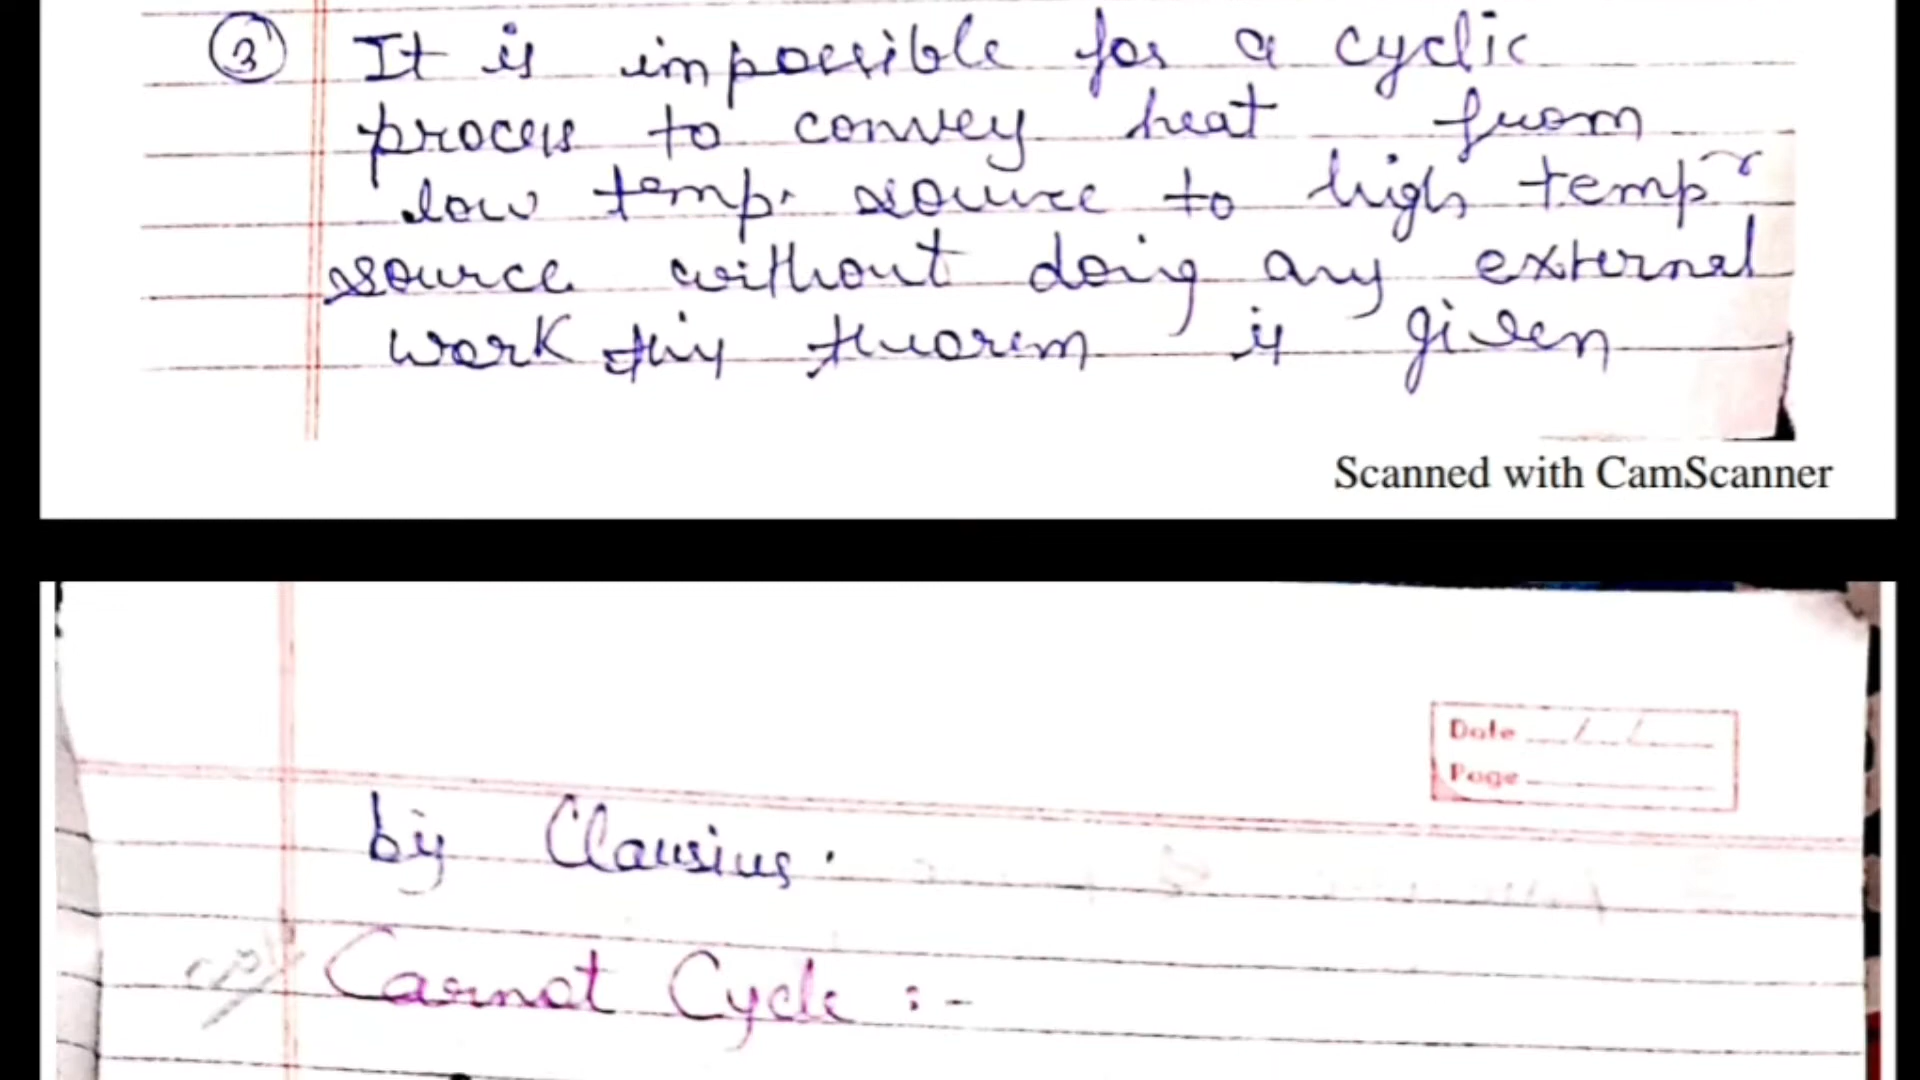 3 It is impossible for a cyclic
process to convey heat from
low temp. source to high tempr
source without doing any external
work this theorem is given
Scanned with CamScanner
Date / /
Page
by Clausius.
Carnot Cycle :-